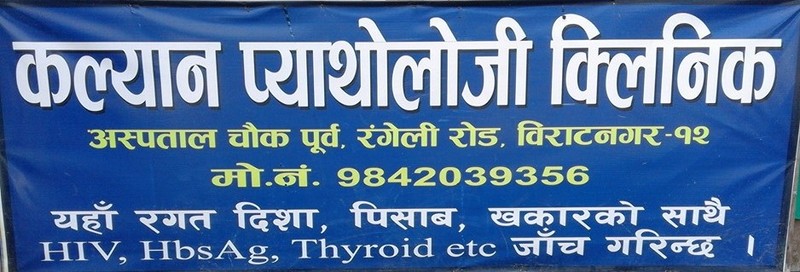 कल्यान प्याथोलोजी क्लिनिक
अस्पताल चौक पूर्व, रंगेली रोड, विराटनगर-१२
मो.नं. 9842039356
यहाँ रगत दिशा, पिसाब, खकारको साथै
HIV, HbsAg, Thyroid etc जाँच गरिन्छ ।